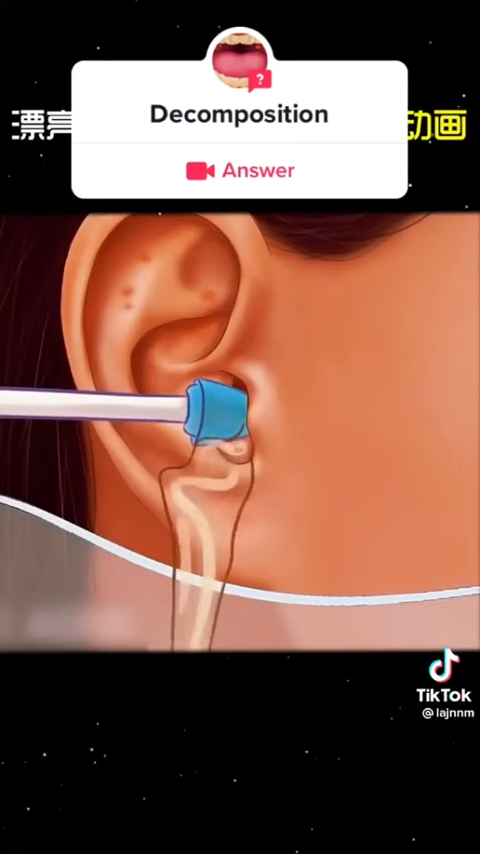 Decomposition
漂亮
动画
Answer
TikTok
@lajnnm